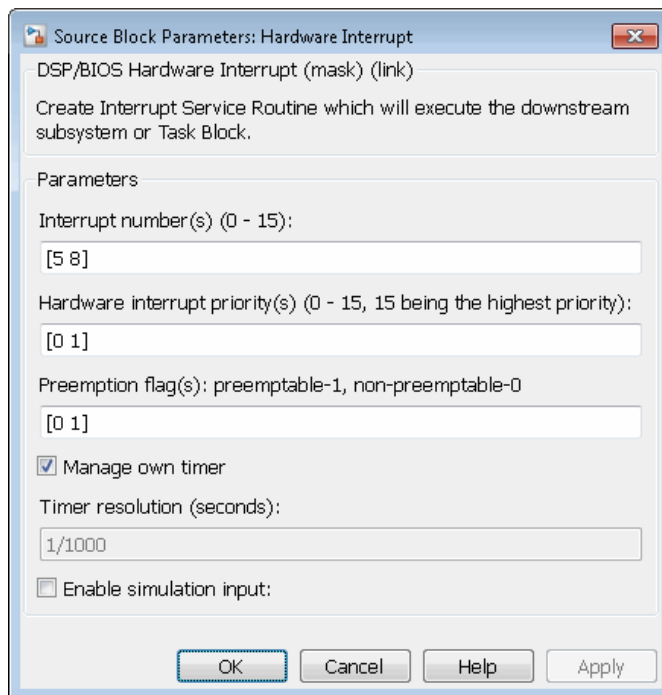 Source Block Parameters: Hardware Interrupt
DSP/BIOS Hardware Interrupt (mask) (link)
Create Interrupt Service Routine which will execute the downstream
subsystem or Task Block.
Parameters
Interrupt number(s) (0 - 15):
[5 8]
Hardware interrupt priority(s) (0 - 15, 15 being the highest priority):
[0 1]
Preemption flag(s): preemptable-1, non-preemptable-0
[0 1]
Manage own timer
Timer resolution (seconds):
1/1000
Enable simulation input:
OK Cancel Help Apply